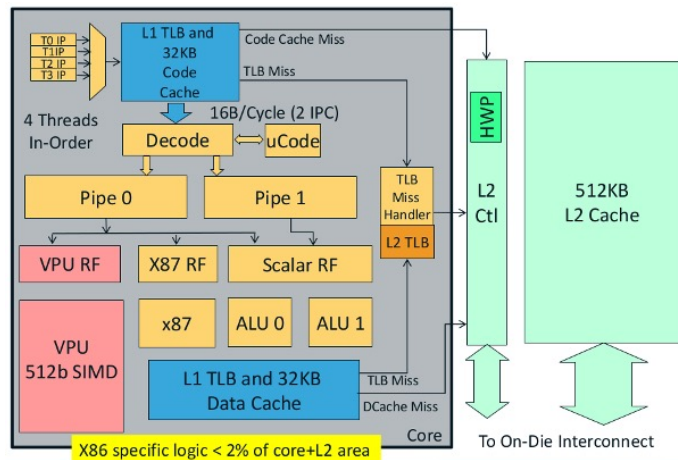 T0 IP
T1IP
T2 IP
T3 IP
4 Threads
In-Order
L1 TLB and
32KB
Code
Cache
Code Cache Miss
TLB Miss
16B/Cycle (2 IPC)
Decode
uCode
Pipe 0
Pipe 1
TLB
Miss
Handler
L2 TLB
VPU RF
X87 RF
Scalar RF
VPU
512b SIMD
x87
ALU 0
ALU 1
L1 TLB and 32KB
Data Cache
TLB Miss
DCache Miss
Core
X86 specific logic < 2% of core+L2 area
HWP
L2
Ctl
512KB
L2 Cache
To On-Die Interconnect